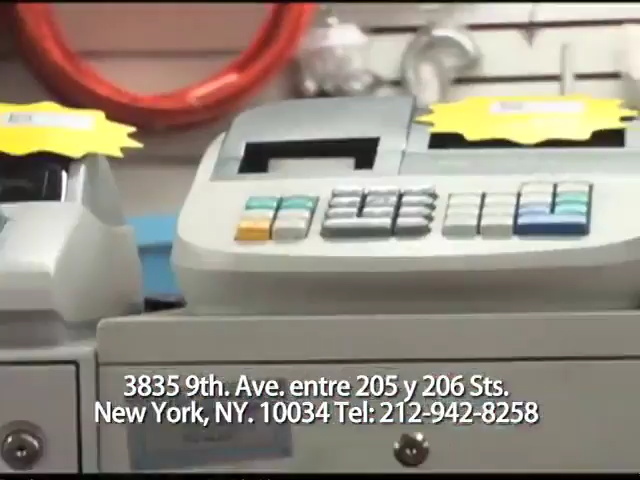 3835 9th. Ave. entre 205 y 206 Sts.
New York, NY. 10034 Tel: 212-942-8258